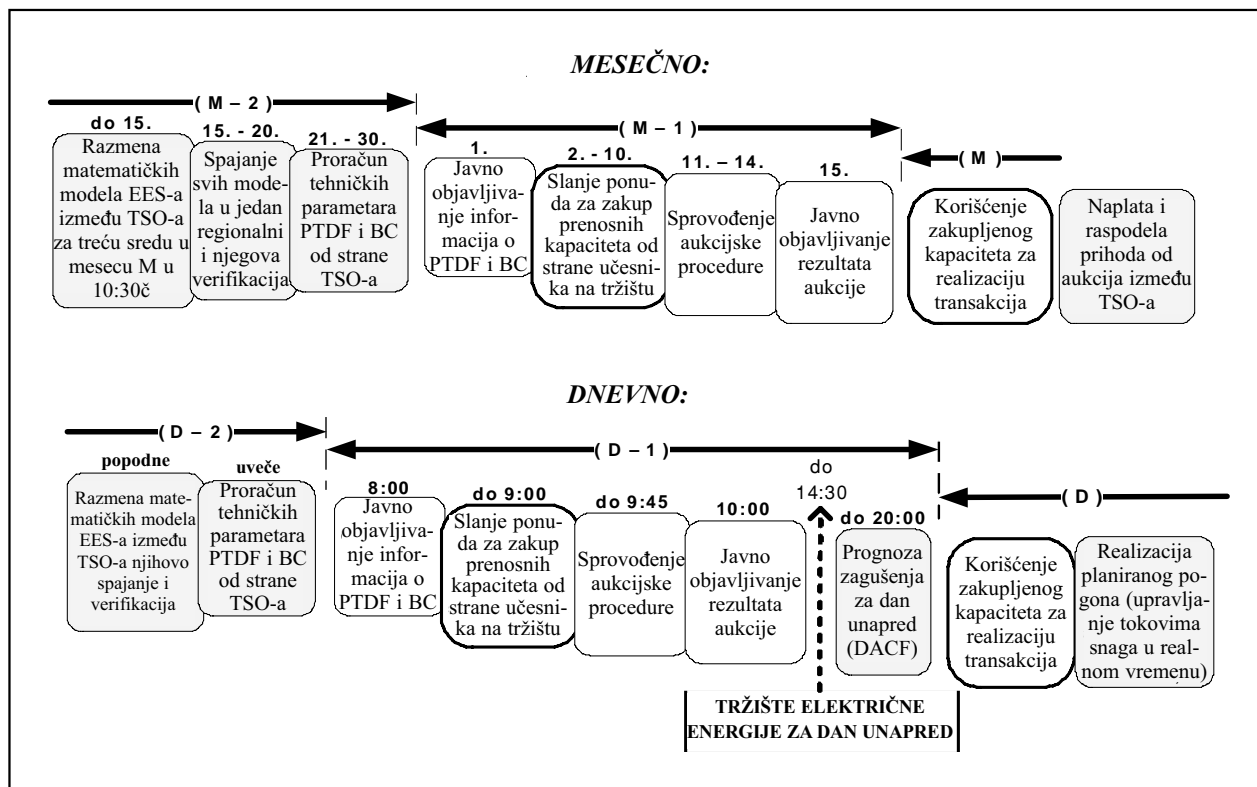 MESEČNO:
( M – 2 )
do 15.
Razmena
matematičkih
modela EES-a
između TSO-a
za treću sredu u
mesecu M u
10:30č
15. - 20.
Spajanje
svih mode-
la u jedan
regionalni
i njegova
verifikacija
21. - 30.
Proračun
tehničkih
parametara
PTDF i BC
od strane
TSO-a
( M – 1 )
1.
Javno
objavljiva-
nje infor-
macija o
PTDF i BC
2. - 10.
Slanje ponu-
da za zakup
prenosnih
kapaciteta od
strane učesni-
ka na tržištu
11. – 14.
Sprovođenje
aukcijske
procedure
15.
Javno
objavljivanje
rezultata
aukcije
( M )
Korišćenje
zakupljenog
kapaciteta za
realizaciju
transakcija
Naplata i
raspodela
prihoda od
aukcija između
TSO-a
DNEVNO:
( D – 2 )
popodne
Razmena mate-
matičkih modela
EES-a između
TSO-a njihovo
spajanje i
verifikacija
uveče
Proračun
tehničkih
parametara
PTDF i BC
od strane
TSO-a
( D – 1 )
8:00
Javno
objavljiva-
nje infor-
macija o
PTDF i BC
do 9:00
Slanje ponu-
da za zakup
prenosnih
kapaciteta od
strane učesni-
ka na tržištu
do 9:45
Sprovođenje
aukcijske
procedure
10:00
Javno
objavljivanje
rezultata
aukcije
do
14:30
do 20:00
Prognoza
zagušenja
za dan
unapred
(DACF)
( D )
Korišćenje
zakupljenog
kapaciteta za
realizaciju
transakcija
Realizacija
planiranog po-
gona (upravlja-
nje tokovima
snaga u real-
nom vremenu)
TRŽIŠTE ELEKTRIČNE
ENERGIJE ZA DAN UNAPRED